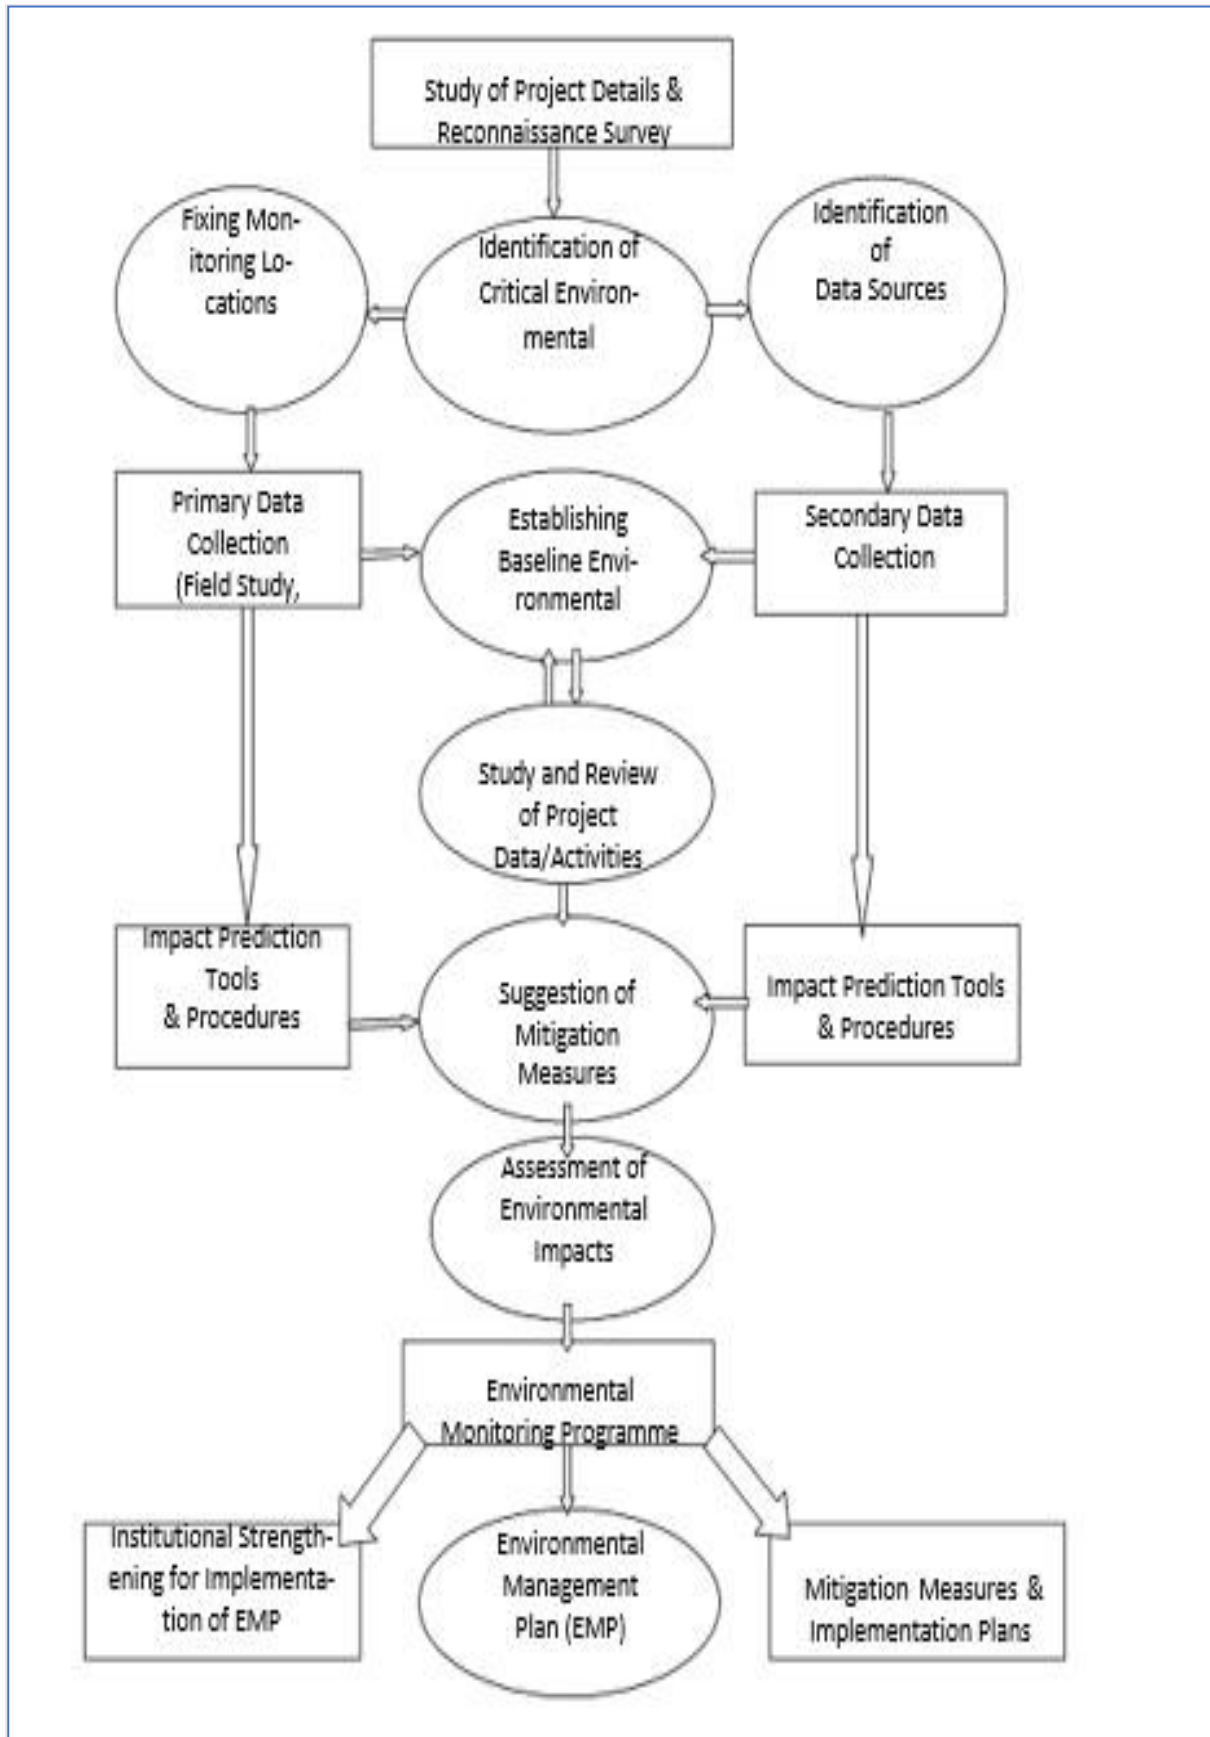 Study of Project Details &
Reconnaissance Survey
Fixing Mon-
itoring Lo-
cations
Identification of
Critical Environ-
mental
Identification
of
Data Sources
Primary Data
Collection
(Field Study,
Establishing
Baseline Envi-
ronmental
Secondary Data
Collection
Study and Review
of Project
Data/Activities
Impact Prediction
Tools
& Procedures
Suggestion of
Mitigation
Measures
Impact Prediction Tools
& Procedures
Assessment of
Environmental
Impacts
Environmental
Monitoring Programme
Institutional Strength-
ening for Implementa-
tion of EMP
Environmental
Management
Plan (EMP)
Mitigation Measures &
Implementation Plans